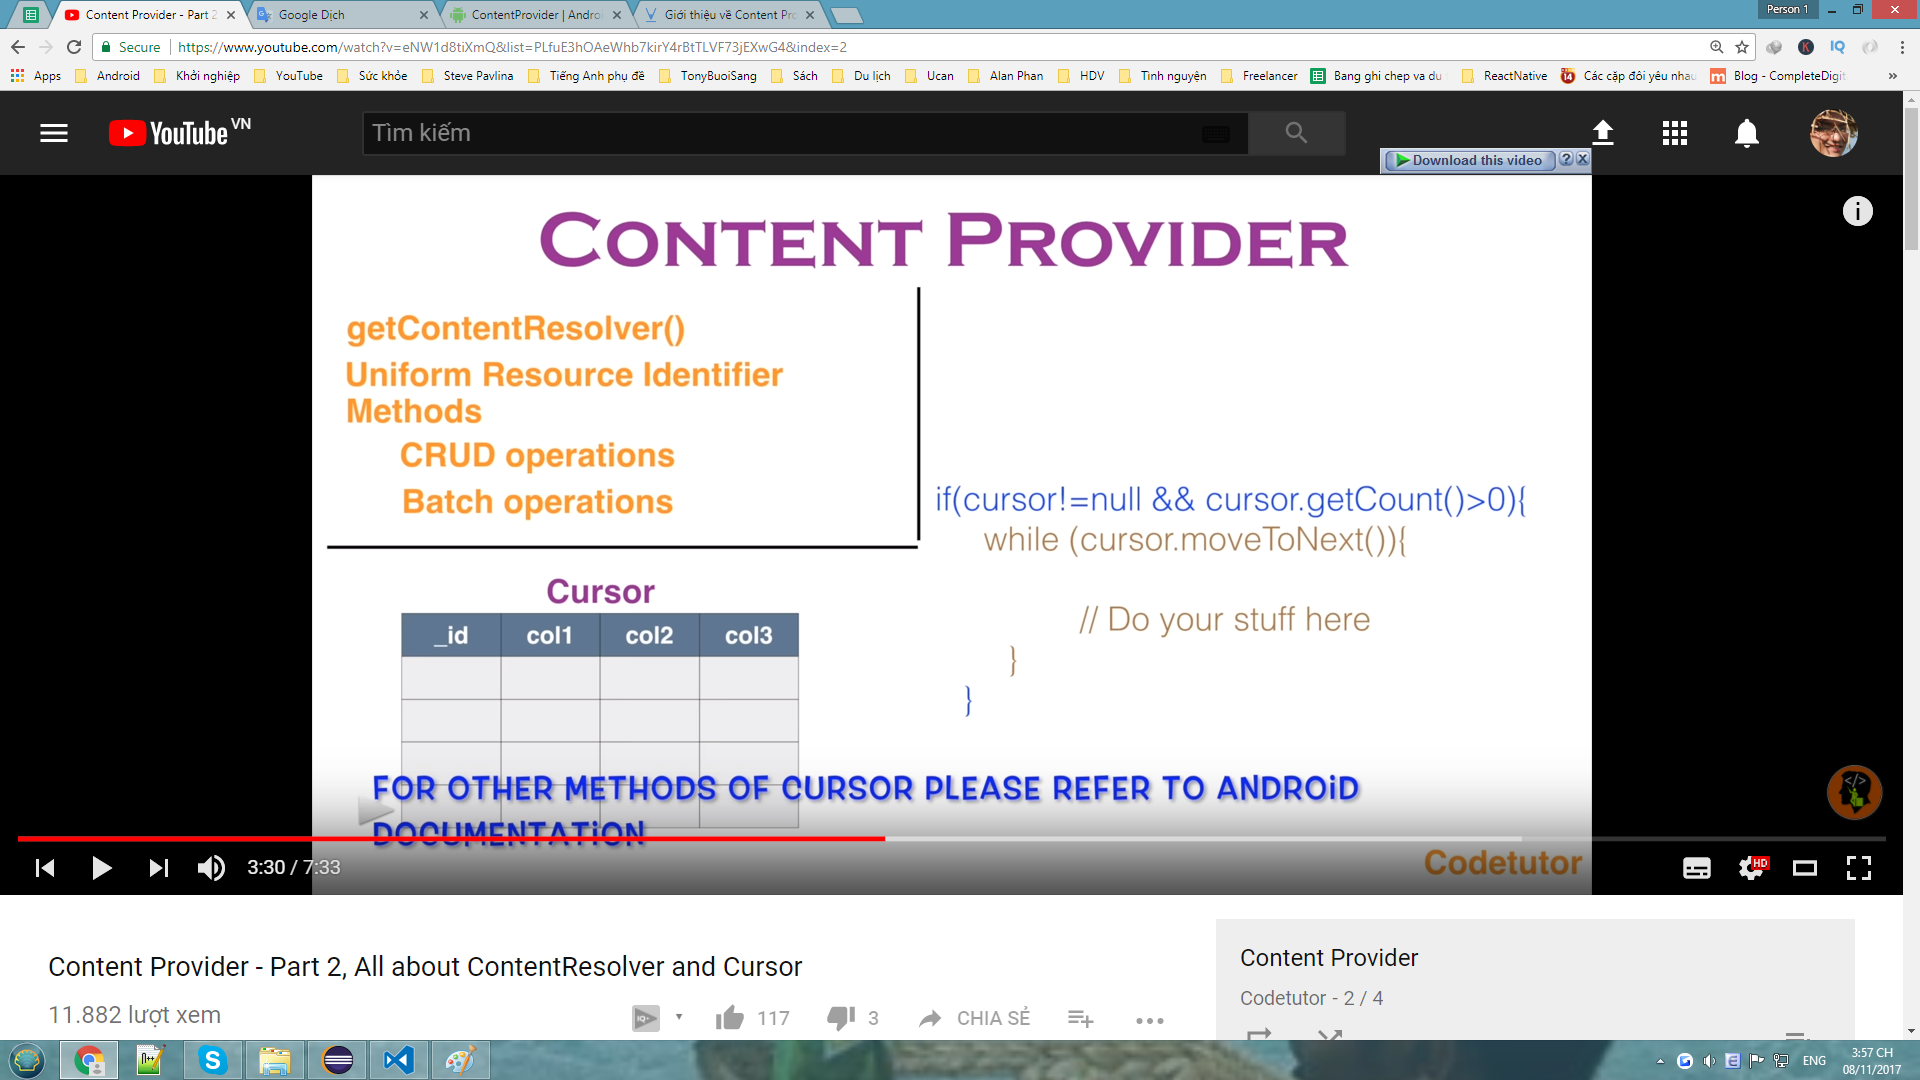 Content Provider - Part 2
Google Dịch
ContentProvider | Andro
Giới thiệu về Content Pro
Person 1
Secure
https://www.youtube.com/watch?v=eNW1d8tiXmQ&list=PLfuE3hOAeWhb7kirY4rBtTLVF73jEXwG4&index=2
Apps
Android
Khởi nghiệp
YouTube
Sức khỏe
Steve Pavlina
Tiếng Anh phụ đề
TonyBuoiSang
Sách
Du lịch
Ucan
Alan Phan
HDV
Tình nguyện
Freelancer
Bang ghi chep va du
ReactNative
Các cặp đôi yêu nhau
Blog - CompleteDigit
YouTube VN
Tìm kiếm
Download this video
CONTENT PROVIDER
getContentResolver()
Uniform Resource Identifier
Methods
CRUD operations
Batch operations
if(cursor!=null && cursor.getCount()>0){
while (cursor.moveToNext()){
// Do your stuff here
}
}
Cursor
_id col1 col2 col3
FOR OTHER METHODS OF CURSOR PLEASE REFER TO ANDROiD
DOCUMENTATiON
3:30 / 7:33
HD
Codetutor
Content Provider - Part 2, All about ContentResolver and Cursor
11.882 lượt xem
117
3
CHIA SẺ
Content Provider
Codetutor - 2 / 4
ENG
3:57 CH
08/11/2017